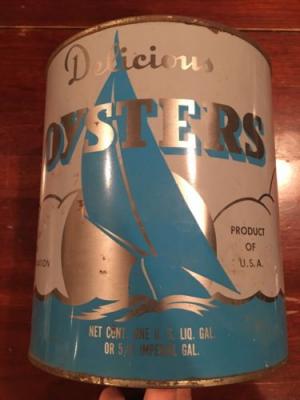 Delicious
OYSTERS
PRODUCT
OF
U.S.A.
NET CONT. ONE U.S. LIQ. GAL.
OR 5/6 IMPERIAL GAL.